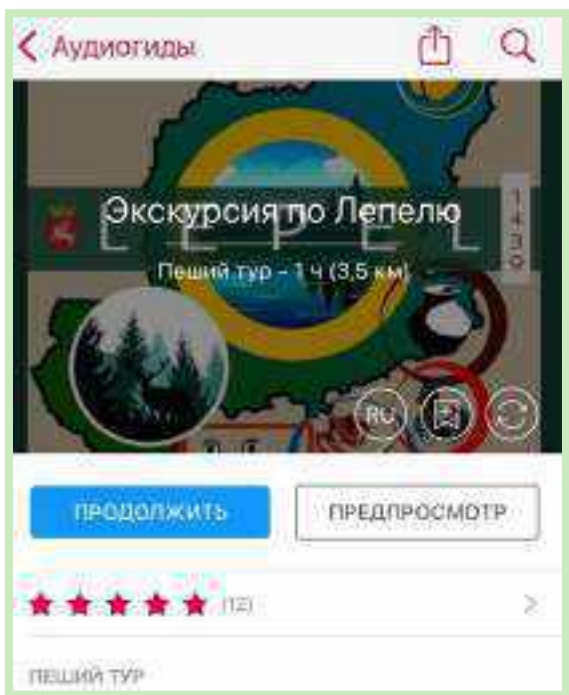 Аудиогиды
Экскурсия по Лепелю
LEPEL
Пеший тур - 1 ч (3,5 км)
1439
RU
ПРОДОЛЖИТЬ
ПРЕДПРОСМОТР
(12)
ПЕШИЙ ТУР